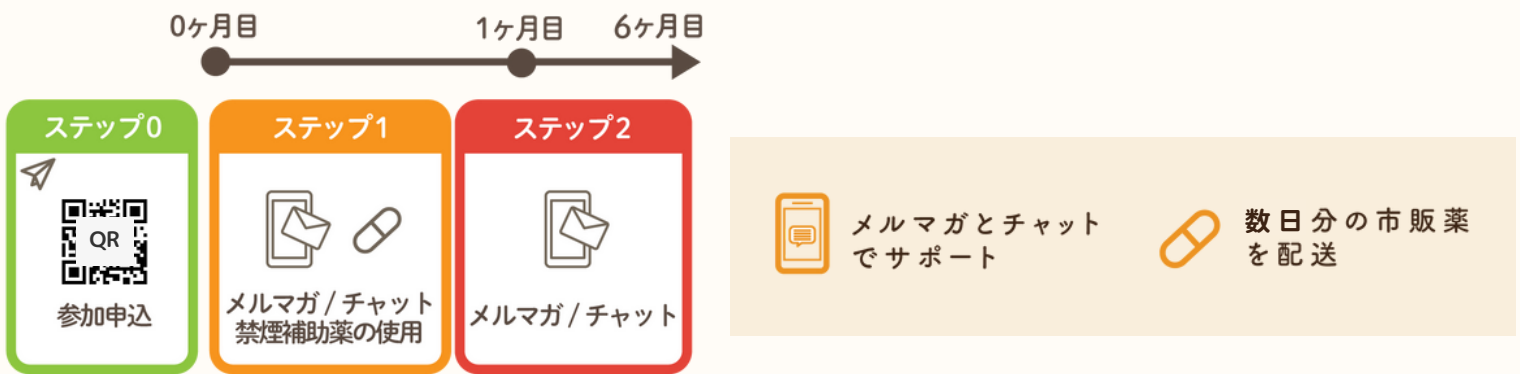 0ヶ月目
1ヶ月目
6ヶ月目
ステップ0
QR
参加申込
ステップ1
メルマガ / チャット
禁煙補助薬の使用
ステップ2
メルマガ / チャット
メルマガとチャット
でサポート
数日分の市販薬
を配送